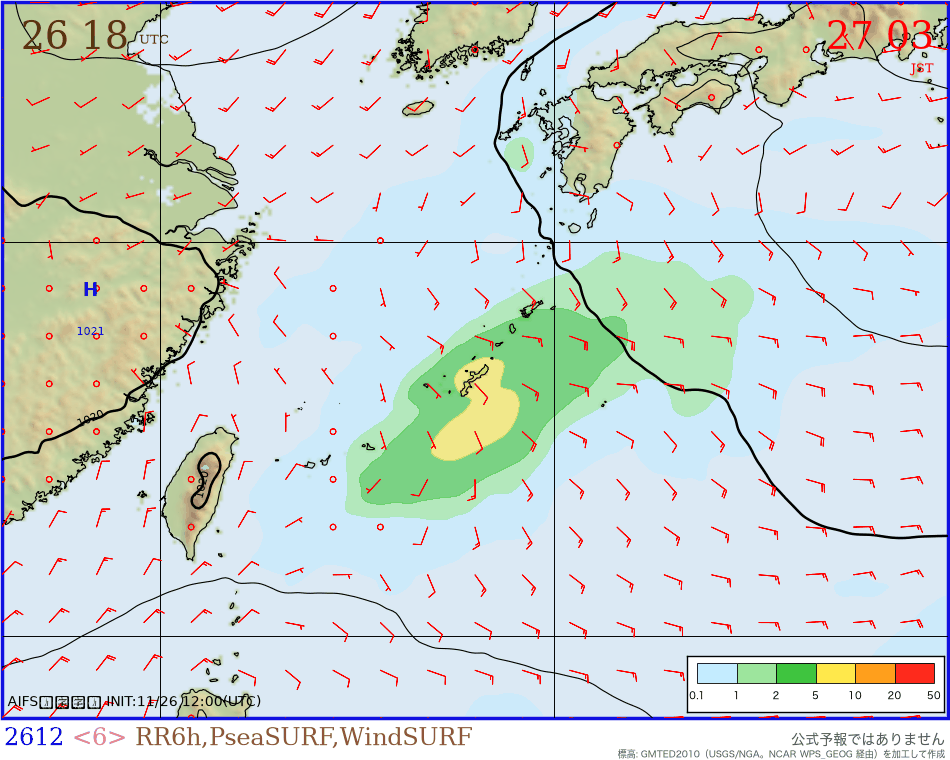 26 18 UTC
27 03
JST
H
1021
1020
1020
0.1 1 2 5 10 20 50
AIFS INIT:11/26 12:00(UTC)
2612 <6> RR6h,PseaSURF,WindSURF
公式予報ではありません
標高: GMTED2010（USGS/NGA。NCAR WPS_GEOG 経由）を加工して作成